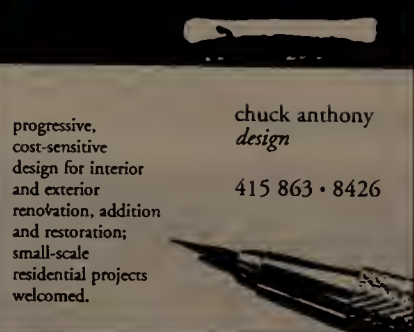 progressive,
cost-sensitive
design for interior
and exterior
renovation, addition
and restoration;
small-scale
residential projects
welcomed.
chuck anthony
design
415 863 • 8426